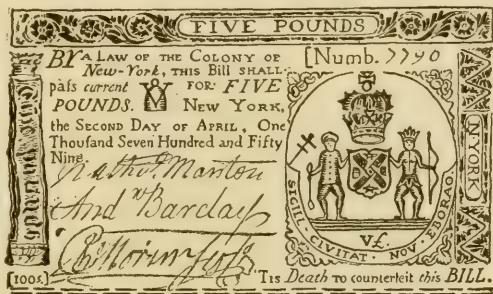 FIVE POUNDS
BY A LAW OF THE COLONY OF
New-York, THIS Bill SHALL
pass current FOR FIVE
POUNDS. NEW YORK,
the SECOND DAY OF APRIL, One
Thousand Seven Hundred and Fifty
Nine.
[Numb. 7790
And w Barclay
[100s.]
SIGILL · CIVITAT · NOV · EBORAC.
V£.
IN YORK
'Tis Death to counterfeit this BILL.